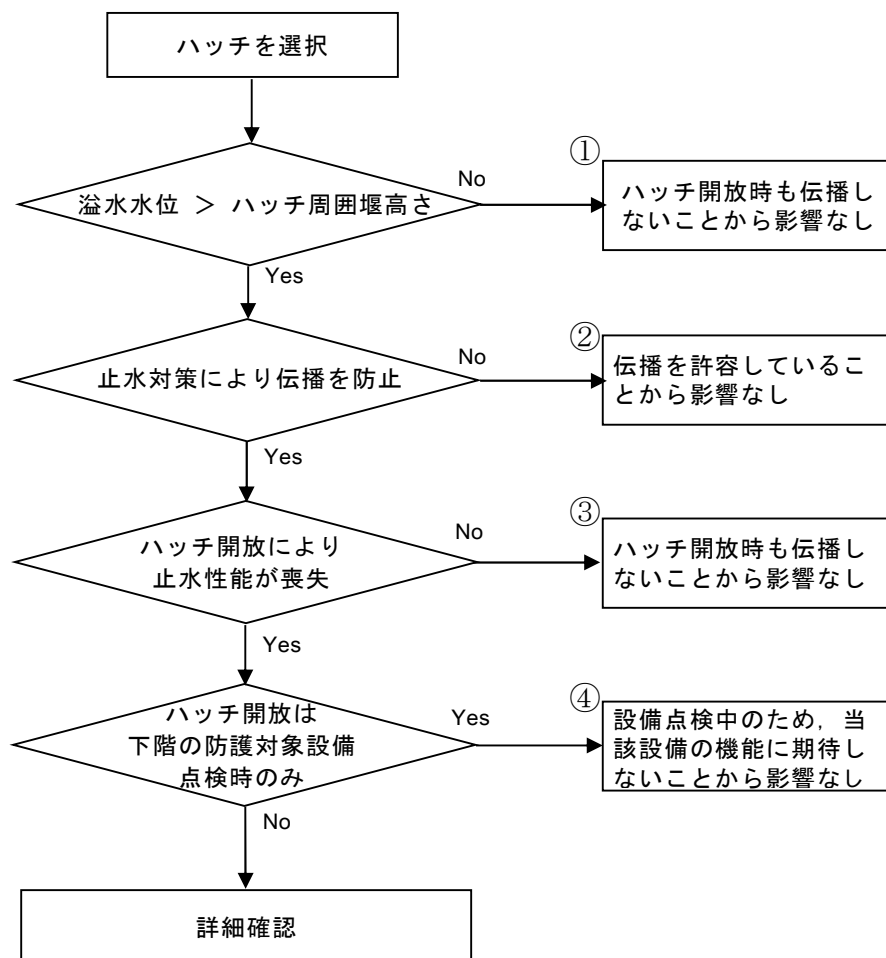 ハッチを選択
溢水水位 > ハッチ周囲堰高さ
No
①
ハッチ開放時も伝播し
ないことから影響なし
Yes
止水対策により伝播を防止
No
②
伝播を許容しているこ
とから影響なし
Yes
ハッチ開放により
止水性能が喪失
No
③
ハッチ開放時も伝播し
ないことから影響なし
Yes
ハッチ開放は
下階の防護対象設備
点検時のみ
Yes
④
設備点検中のため，当
該設備の機能に期待し
ないことから影響なし
No
詳細確認